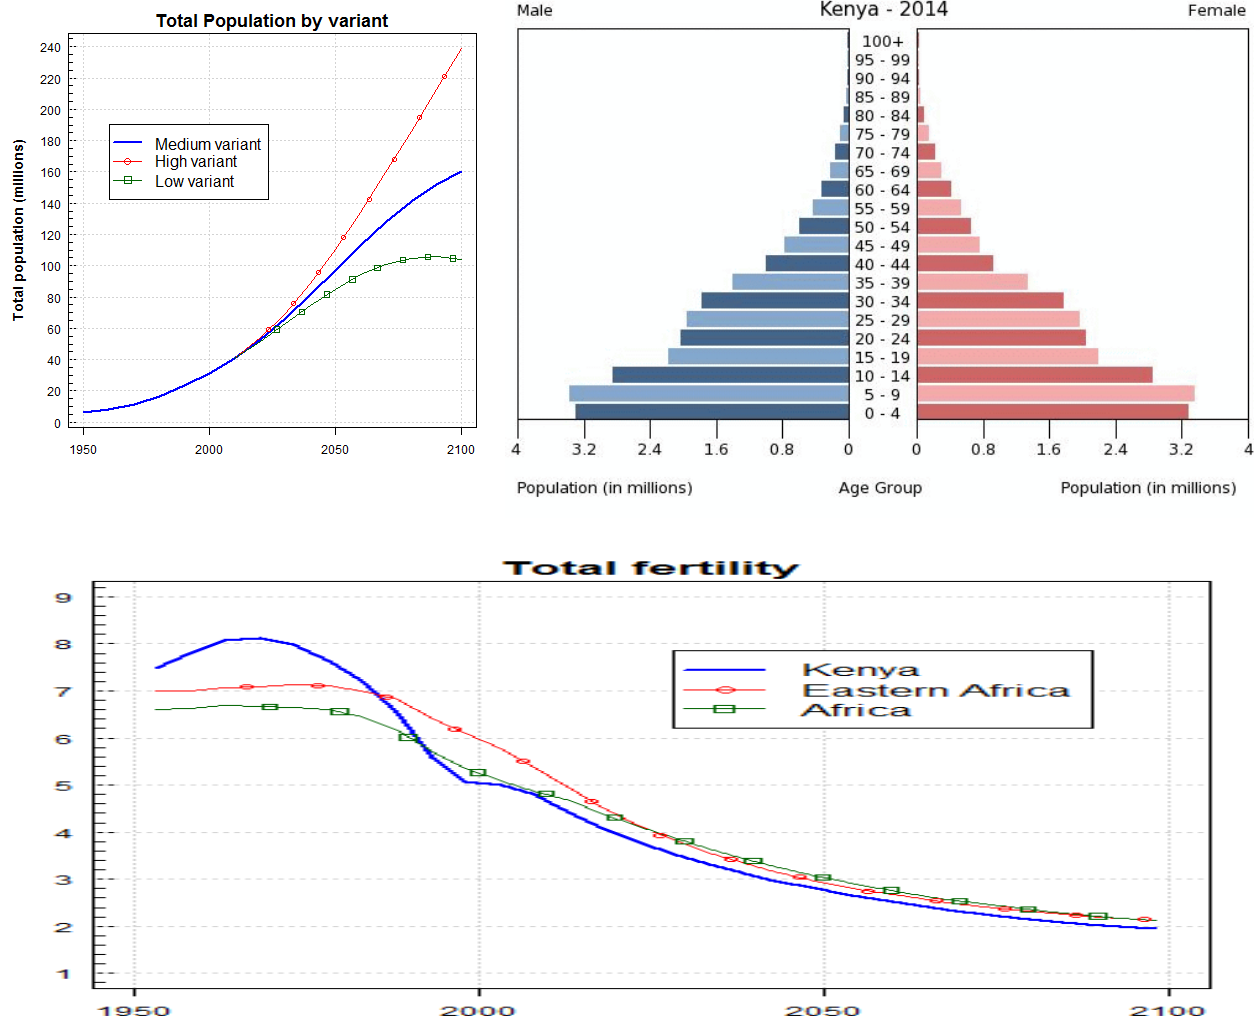 Total Population by variant
Total population (millions)
240
220
200
180
160
140
120
100
80
60
40
20
0
Medium variant
High variant
Low variant
1950 2000 2050 2100
Male Kenya - 2014 Female
100+
95 - 99
90 - 94
85 - 89
80 - 84
75 - 79
70 - 74
65 - 69
60 - 64
55 - 59
50 - 54
45 - 49
40 - 44
35 - 39
30 - 34
25 - 29
20 - 24
15 - 19
10 - 14
5 - 9
0 - 4
4 3.2 2.4 1.6 0.8 0 0 0.8 1.6 2.4 3.2 4
Population (in millions) Age Group Population (in millions)
Total fertility
9
8
7
6
5
4
3
2
1
Kenya
Eastern Africa
Africa
1950 2000 2050 2100